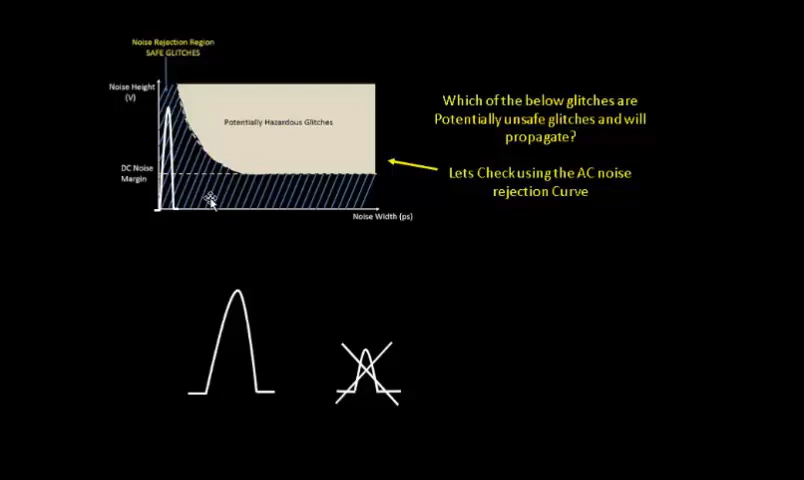 Noise Rejection Region
SAFE GLITCHES
Noise Height
(V)
Potentially Hazardous Glitches
DC Noise
Margin
Noise Width (ps)
Which of the below glitches are
Potentially unsafe glitches and will
propagate?
Lets Check using the AC noise
rejection Curve